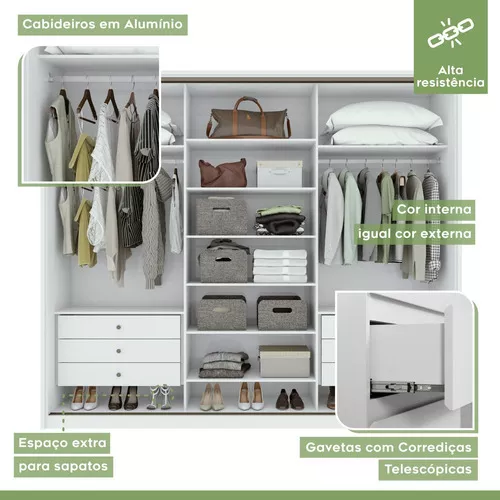 Cabideiros em Alumínio
Alta
resistência
Cor interna
igual cor externa
Espaço extra
para sapatos
Gavetas com Corrediças
Telescópicas